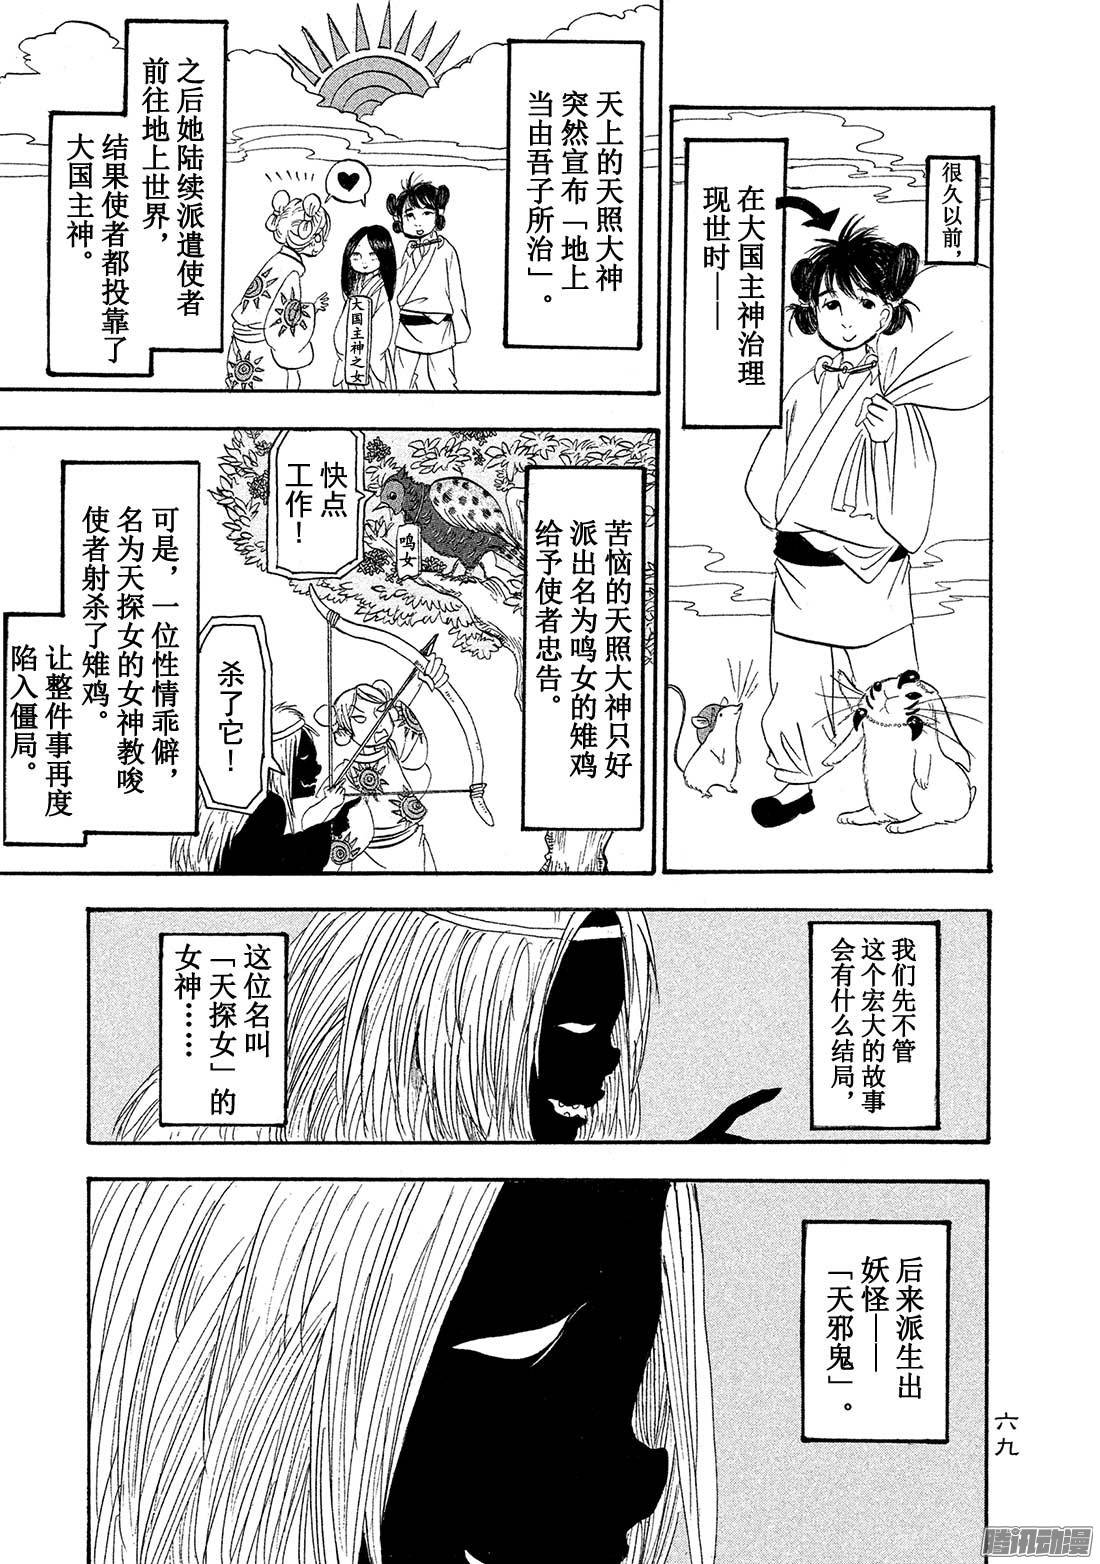 很久以前，
在大国主神治理
现世时——
天上的天照大神
突然宣布「地上
当由吾子所治」。
之后她陆续派遣使者
前往地上世界，
结果使者都投靠了
大国主神。
大国主神之女
苦恼的天照大神只好
派出名为鸣女的雉鸡
给予使者忠告。
快点
工作！
鸣女
杀了它！
可是，一位性情乖僻，
名为天探女的女神教唆
使者射杀了雉鸡。
让整件事再度
陷入僵局。
我们先不管
这个宏大的故事
会有什么结局，
这位名叫
「天探女」的
女神……
后来派生出
妖怪——
「天邪鬼」。
六九
腾讯动漫